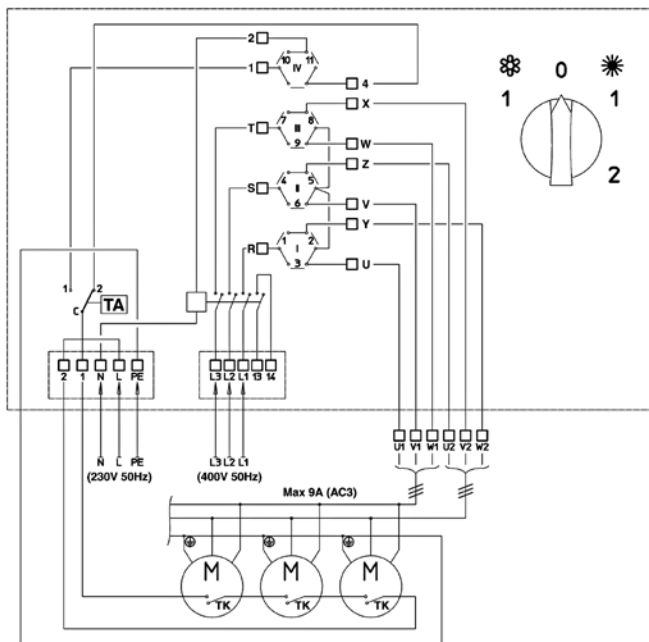 2
10 11
IV
1
4
X
7 8
III
T
9
W
Z
4 5
II
S
6
V
Y
1 2
I
R
3
U
0
1 1
2
1 2
C
TA
2 1 N L PE
L3 L2 L1 13 14
N L PE
(230V 50Hz)
L3 L2 L1
(400V 50Hz)
U1 V1 W1 U2 V2 W2
Max 9A (AC3)
M M M
TK TK TK